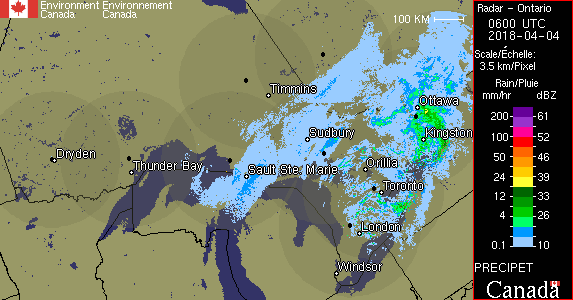 Environment Environnement
Canada Canada
100 KM
Timmins
Ottawa
Sudbury
Kingston
Dryden
Thunder Bay
Sault Ste. Marie
Orillia
Toronto
London
Windsor
Radar - Ontario
0600 UTC
2018-04-04
Scale/Échelle:
3.5 km/Pixel
Rain/Pluie
mm/hr dBZ
200 61
100 52
50 46
24 39
12 33
4 26
0.1 10
PRECIPET
Canada